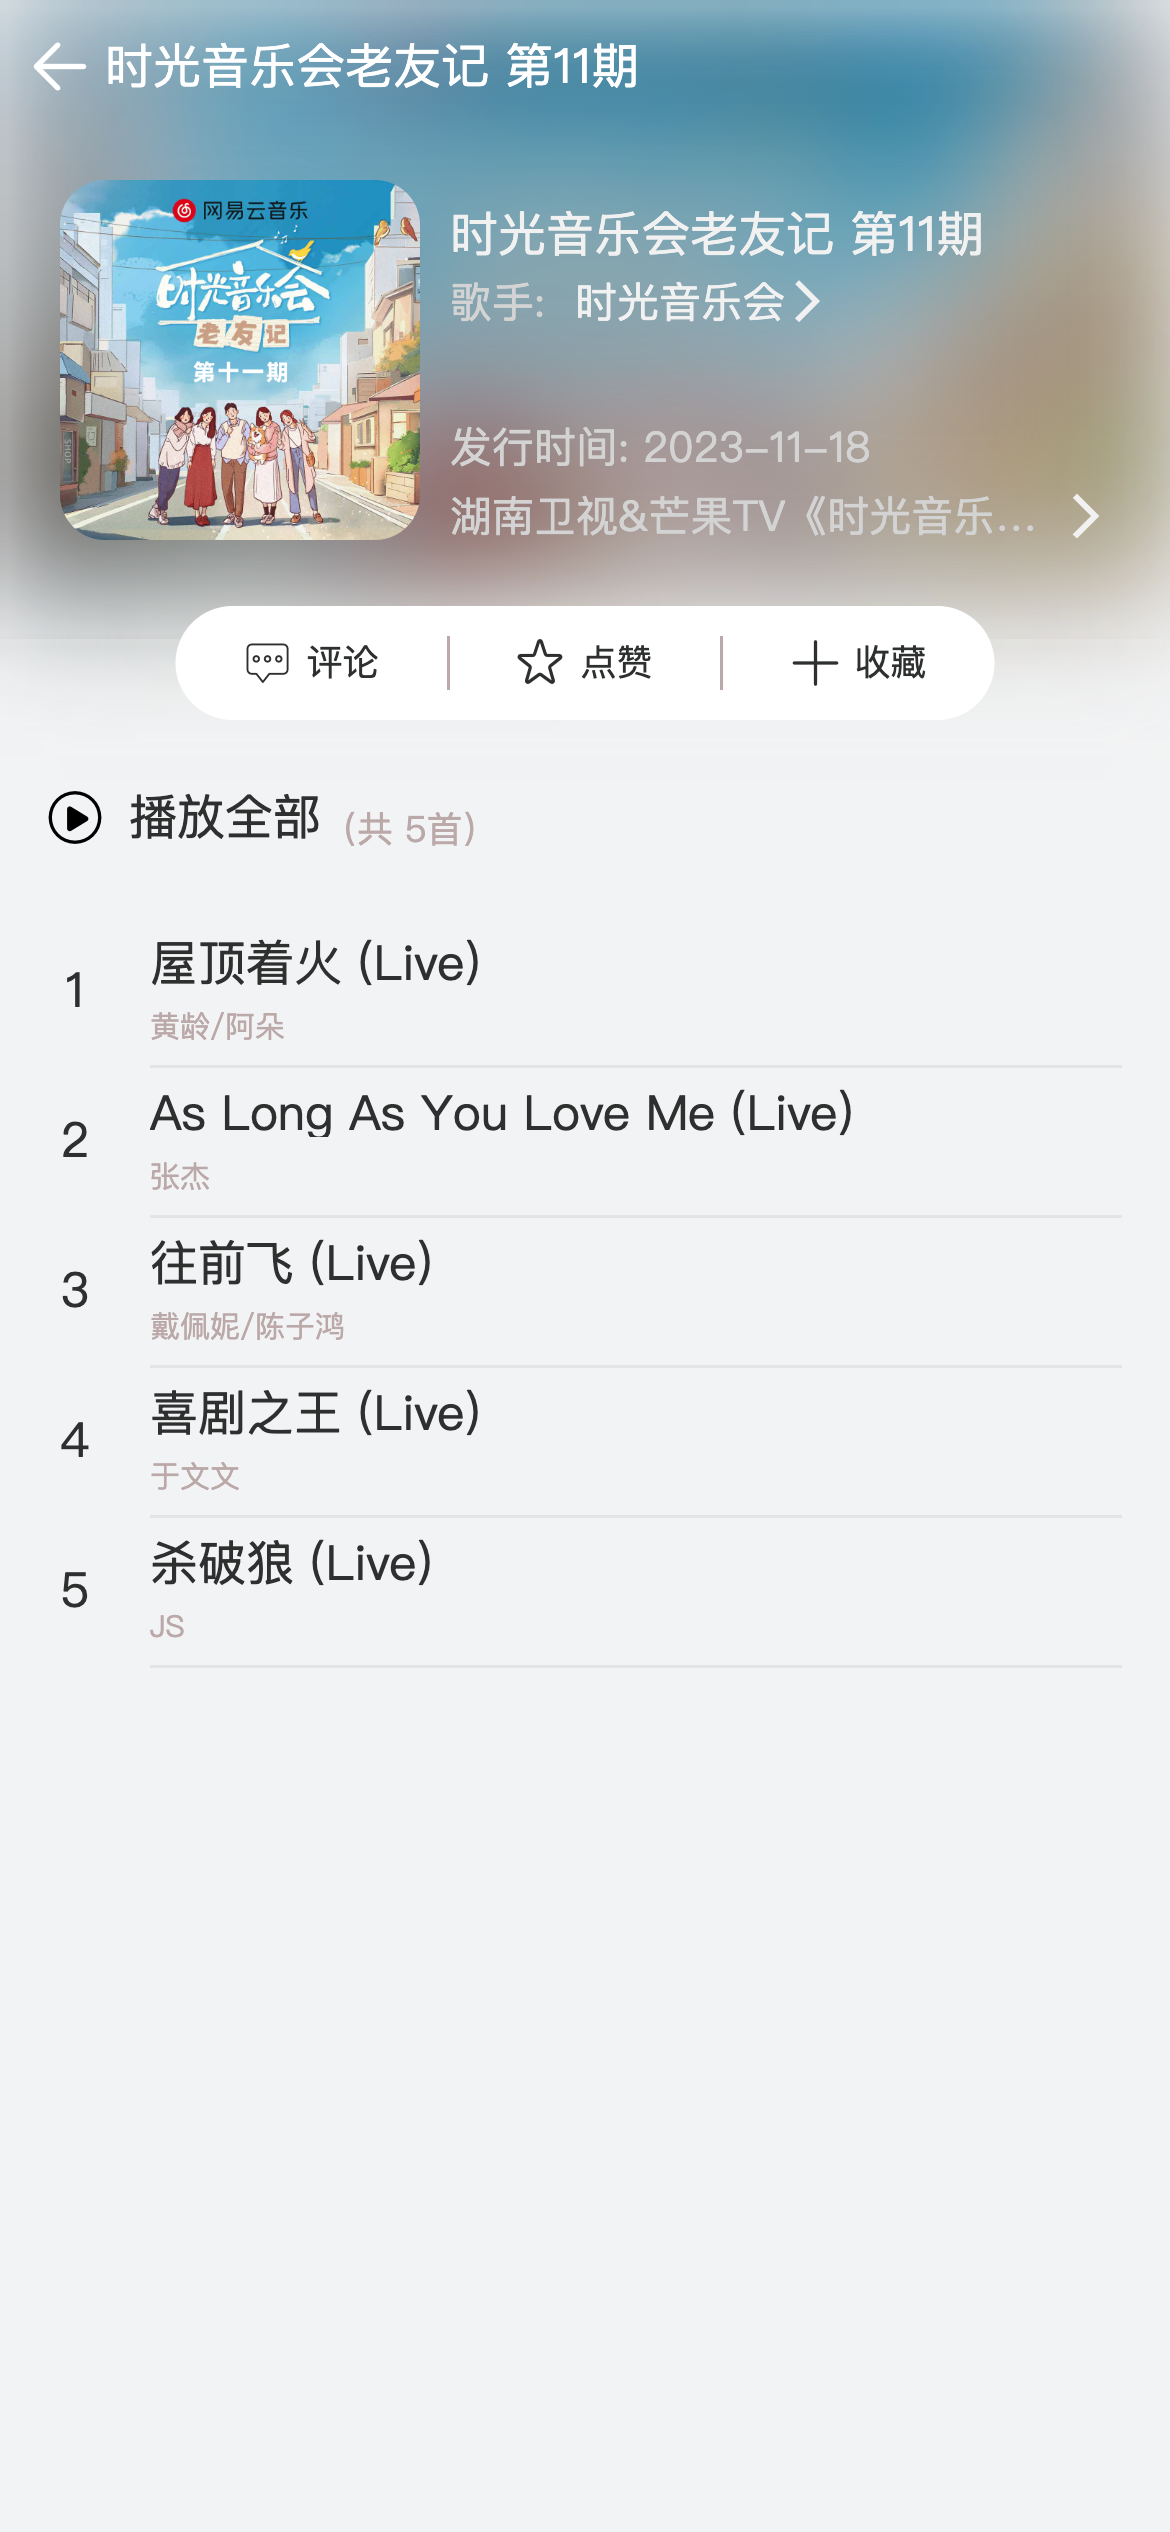 时光音乐会老友记 第11期
网易云音乐
时光音乐会
老友记
第十一期
SHOP
时光音乐会老友记 第11期
歌手: 时光音乐会
发行时间: 2023-11-18
湖南卫视&芒果TV《时光音乐...
评论 点赞 收藏
播放全部 (共 5首)
1 屋顶着火 (Live)
黄龄/阿朵
2 As Long As You Love Me (Live)
张杰
3 往前飞 (Live)
戴佩妮/陈子鸿
4 喜剧之王 (Live)
于文文
5 杀破狼 (Live)
JS